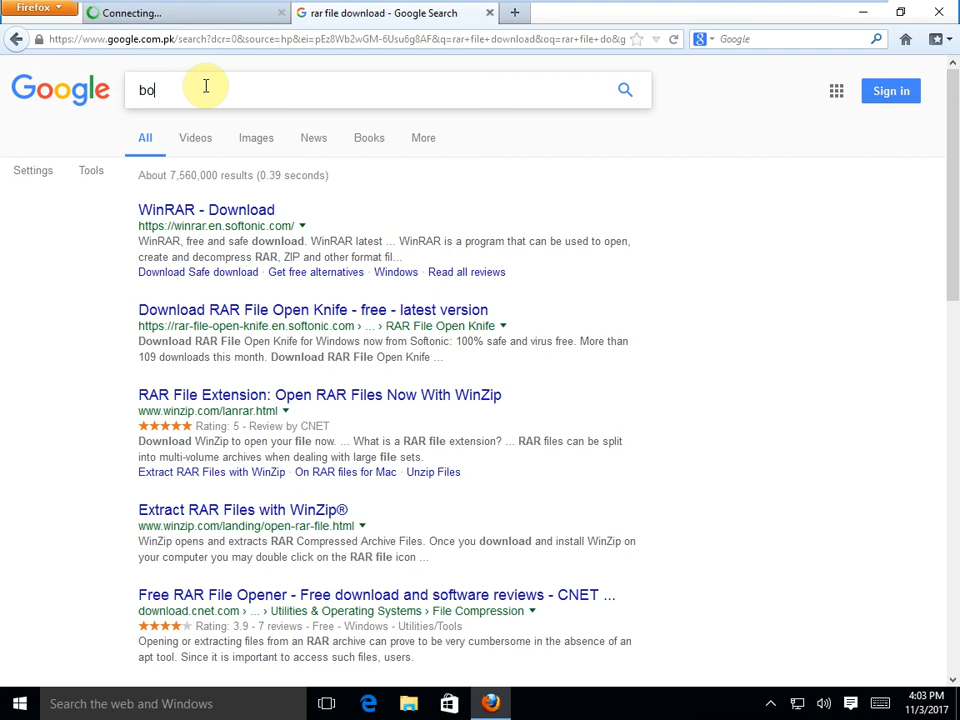 Firefox
Connecting...
rar file download - Google Search
https://www.google.com.pk/search?dcr=0&source=hp&ei=pEz8Wb2wGM-6Usu6g8AF&q=rar+file+download&oq=rar+file+do&g
Google
Google
bo
Sign in
All
Videos
Images
News
Books
More
Settings
Tools
About 7,560,000 results (0.39 seconds)
WinRAR - Download
https://winrar.en.softonic.com/
WinRAR, free and safe download. WinRAR latest ... WinRAR is a program that can be used to open,
create and decompress RAR, ZIP and other format fil...
Download Safe download · Get free alternatives · Windows · Read all reviews
Download RAR File Open Knife - free - latest version
https://rar-file-open-knife.en.softonic.com › ... › RAR File Open Knife
Download RAR File Open Knife for Windows now from Softonic: 100% safe and virus free. More than
109 downloads this month. Download RAR File Open Knife ...
RAR File Extension: Open RAR Files Now With WinZip
www.winzip.com/lanrar.html
Rating: 5 - Review by CNET
Download WinZip to open your file now. ... What is a RAR file extension? ... RAR files can be split
into multi-volume archives when dealing with large file sets.
Extract RAR Files with WinZip · On RAR files for Mac · Unzip Files
Extract RAR Files with WinZip®
www.winzip.com/landing/open-rar-file.html
WinZip opens and extracts RAR Compressed Archive Files. Once you download and install WinZip on
your computer you may double click on the RAR file icon ...
Free RAR File Opener - Free download and software reviews - CNET ...
download.cnet.com › ... › Utilities & Operating Systems › File Compression
Rating: 3.9 - 7 reviews - Free - Windows - Utilities/Tools
Opening or extracting files from an RAR archive can prove to be very cumbersome in the absence of an
apt tool. Since it is important to access such files, users.
Search the web and Windows
4:03 PM
11/3/2017